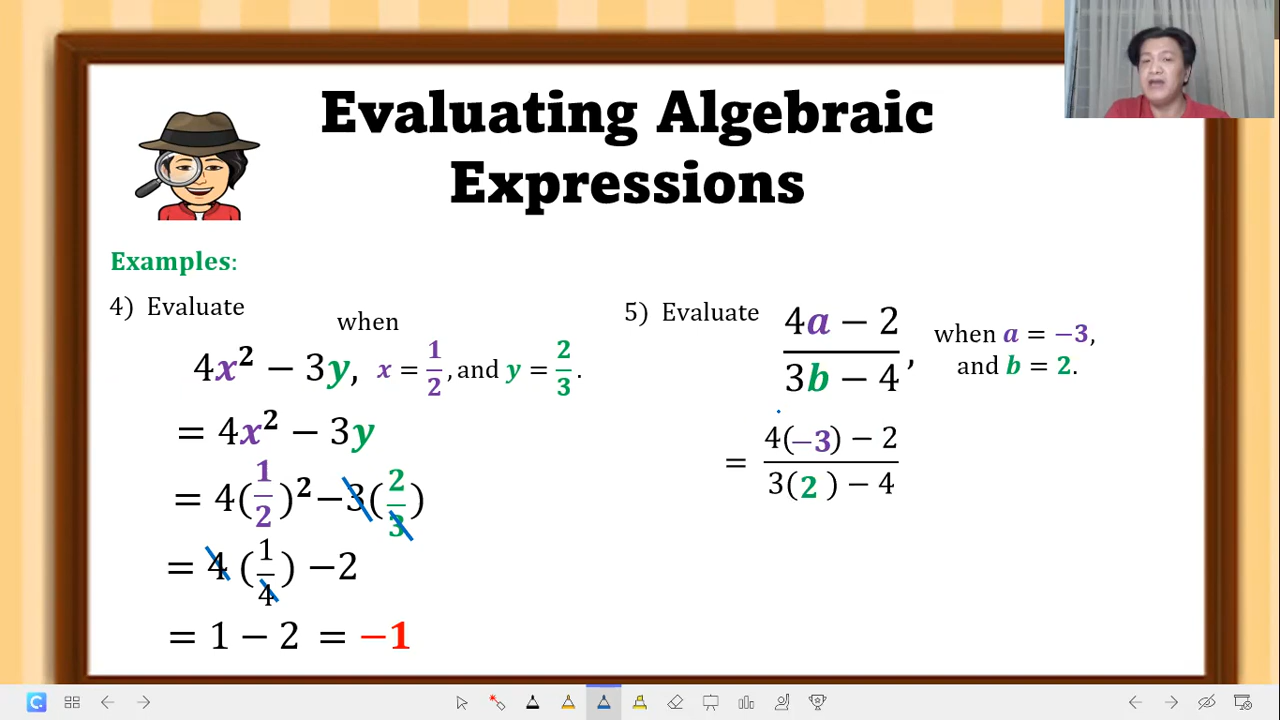 Evaluating Algebraic
Expressions
Examples:
4) Evaluate
when
4x² − 3y, x = 1/2, and y = 2/3.
= 4x² − 3y
= 4(1/2)² − 3(2/3)
= 4 (1/4) − 2
= 1 − 2 = −1
5) Evaluate
4a − 2
3b − 4 ,
when a = −3,
and b = 2.
= 4(−3) − 2
3(2 ) − 4